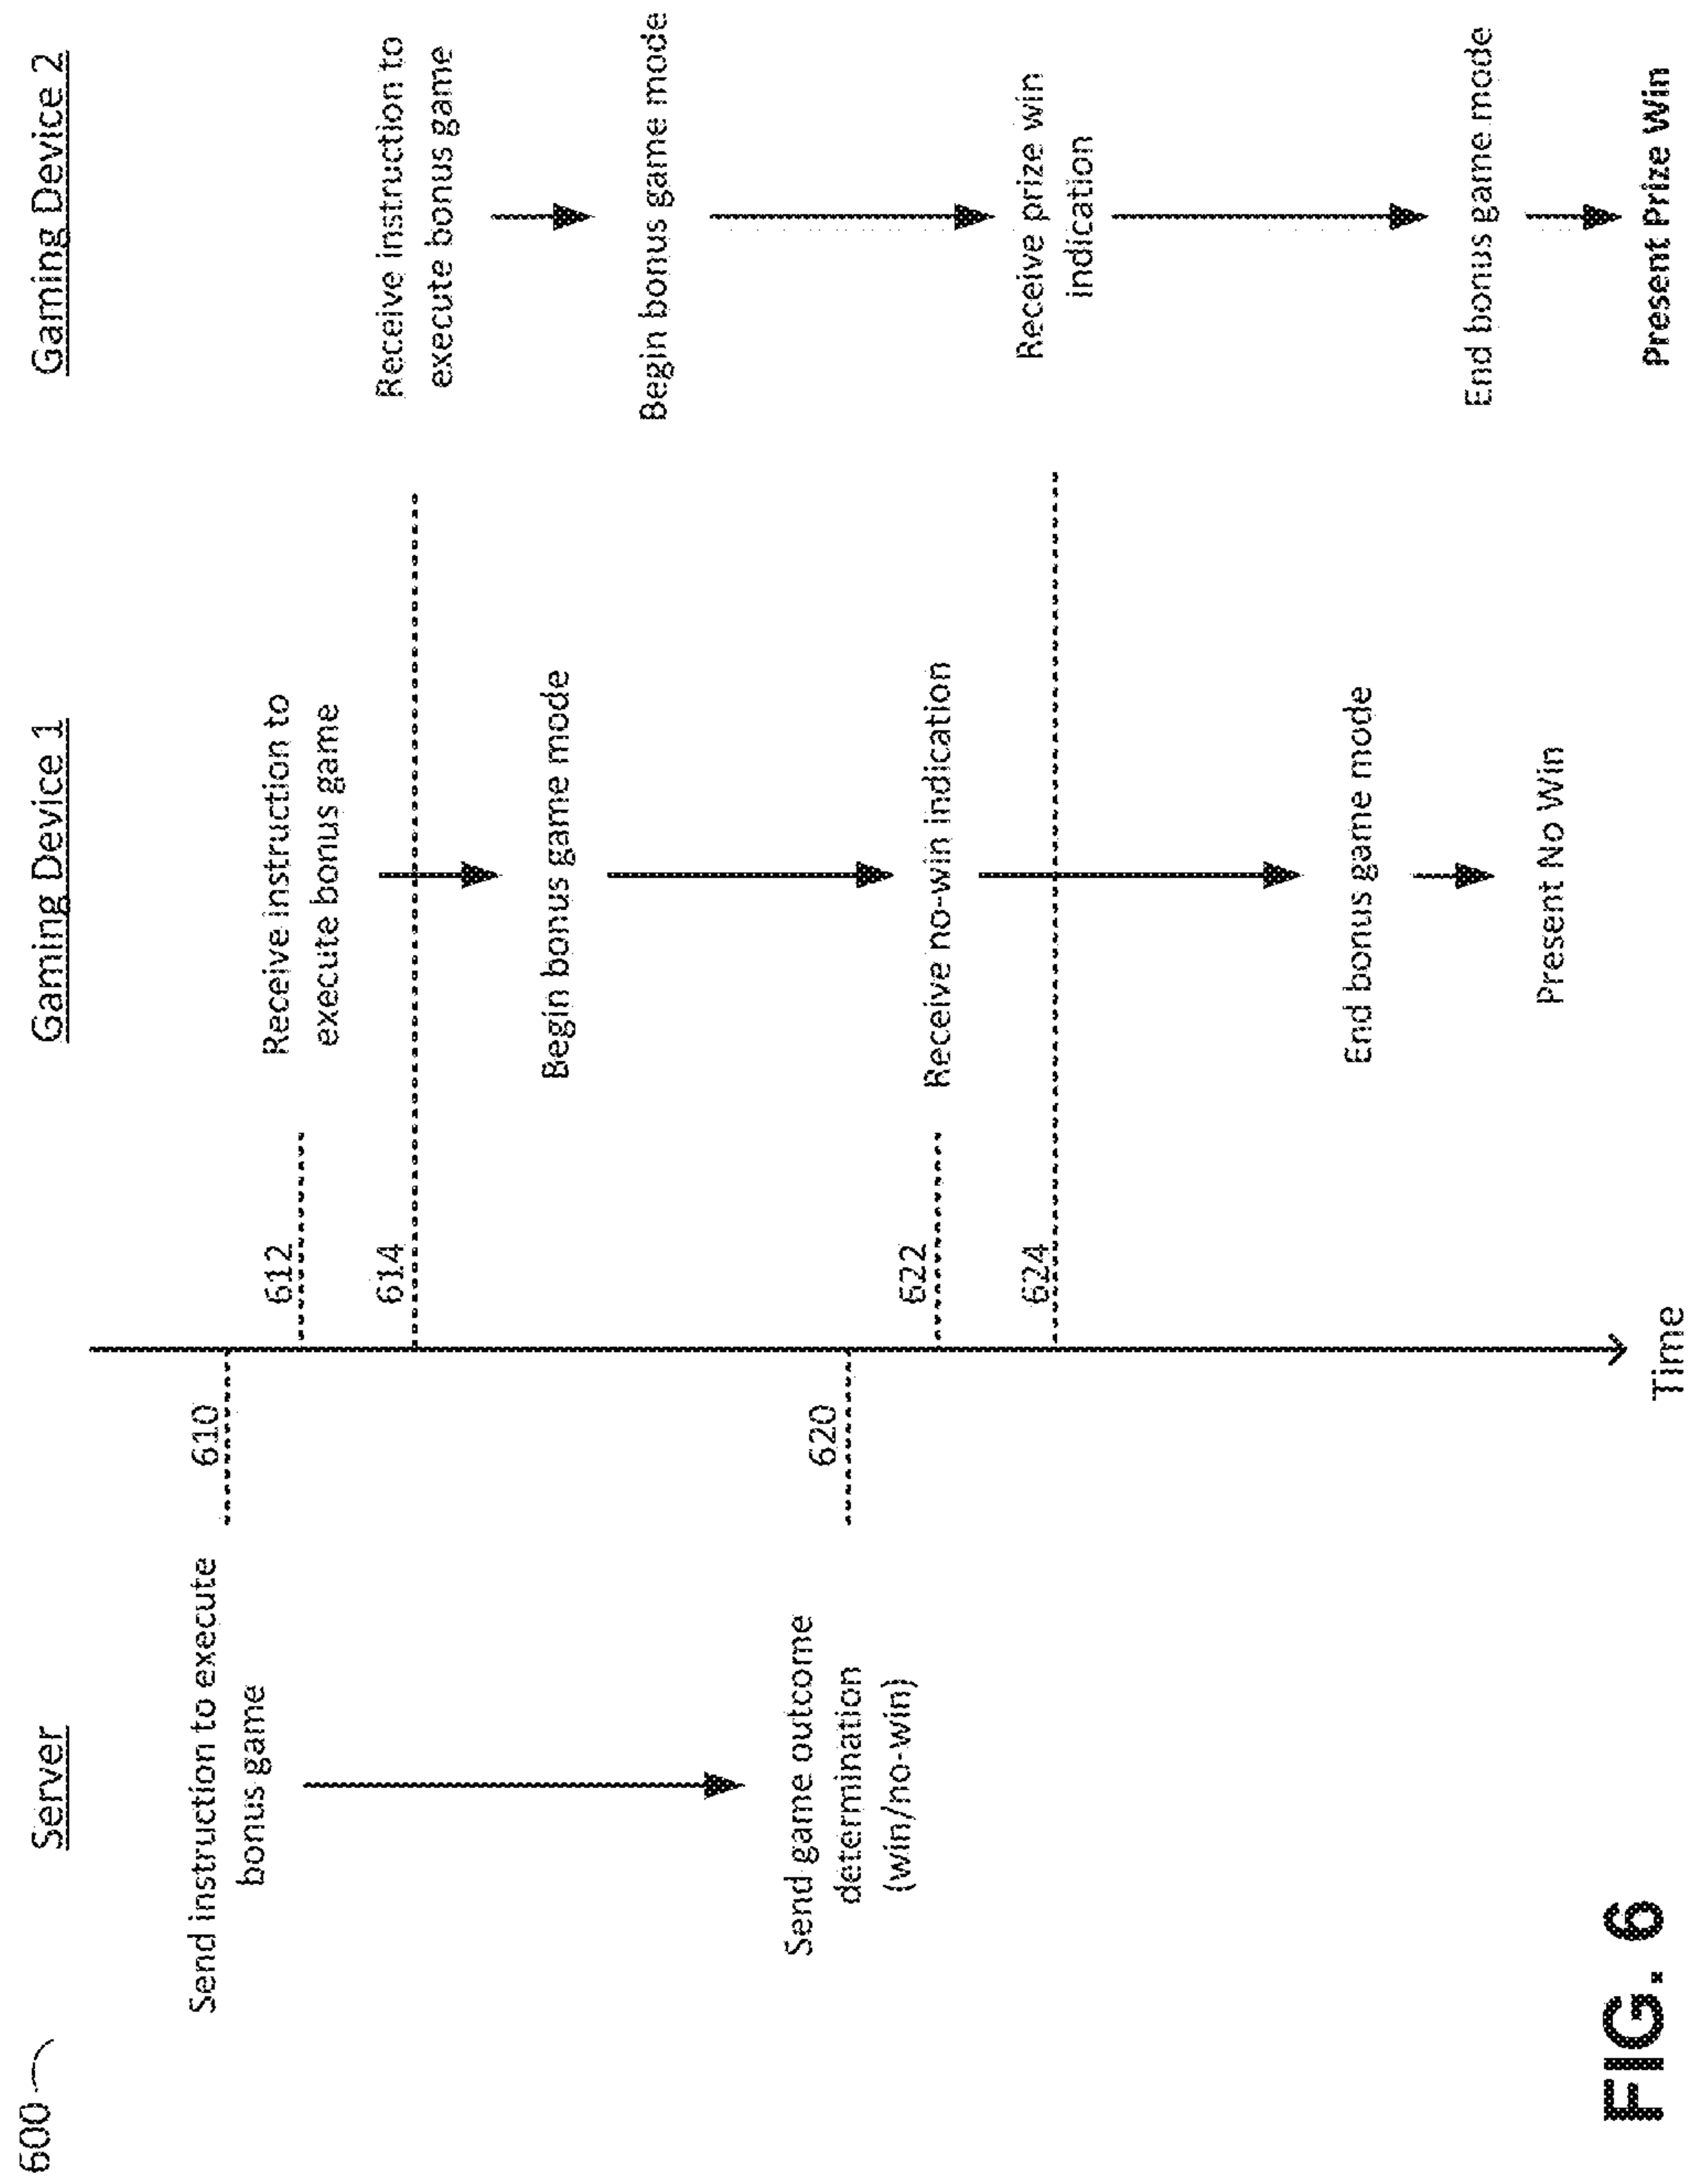 600
Server
Gaming Device 1
Gaming Device 2
Send instruction to execute
bonus game
610
612
Receive instruction to
execute bonus game
614
Receive instruction to
execute bonus game
Begin bonus game mode
Begin bonus game mode
Send game outcome
determination
(win/no-win)
620
622
Receive no-win indication
624
Receive prize win
indication
End bonus game mode
End bonus game mode
Present No Win
Present Prize Win
Time
FIG. 6